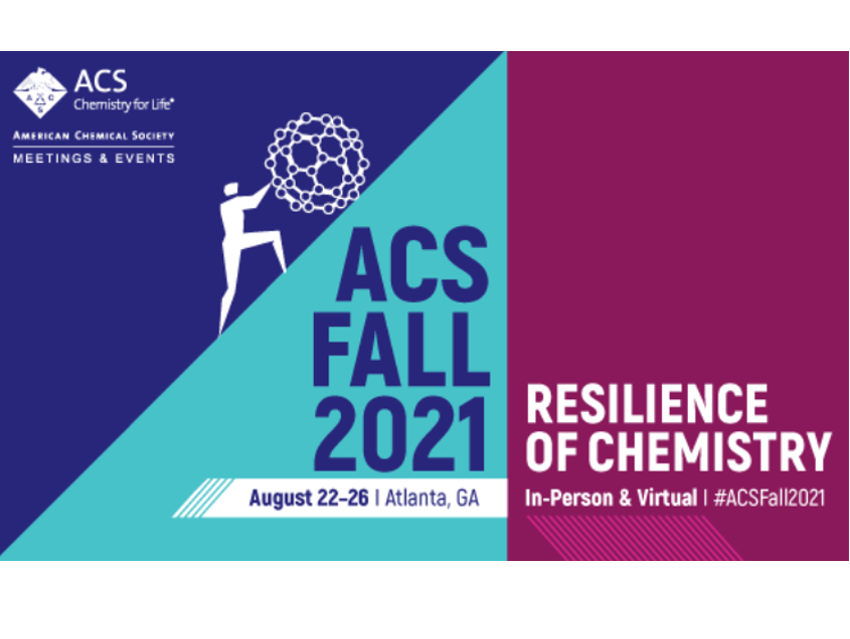 ACS
Chemistry for Life®
AMERICAN CHEMICAL SOCIETY
MEETINGS & EVENTS
ACS
FALL
2021
August 22–26 | Atlanta, GA
RESILIENCE
OF CHEMISTRY
In-Person & Virtual | #ACSFall2021